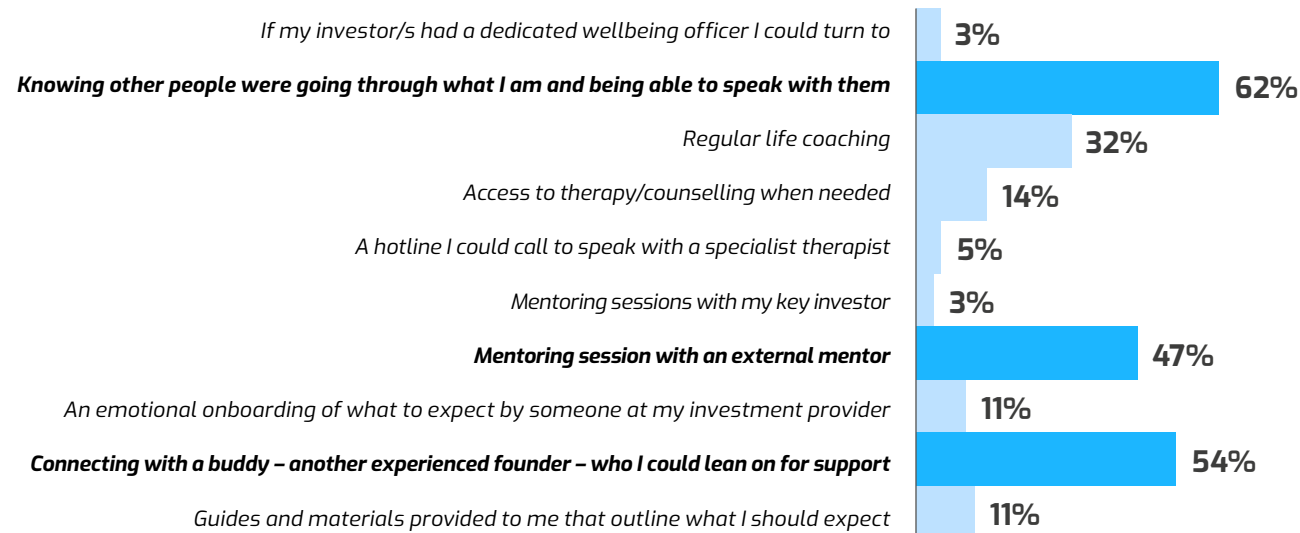 If my investor/s had a dedicated wellbeing officer I could turn to 3%
Knowing other people were going through what I am and being able to speak with them 62%
Regular life coaching 32%
Access to therapy/counselling when needed 14%
A hotline I could call to speak with a specialist therapist 5%
Mentoring sessions with my key investor 3%
Mentoring session with an external mentor 47%
An emotional onboarding of what to expect by someone at my investment provider 11%
Connecting with a buddy – another experienced founder – who I could lean on for support 54%
Guides and materials provided to me that outline what I should expect 11%